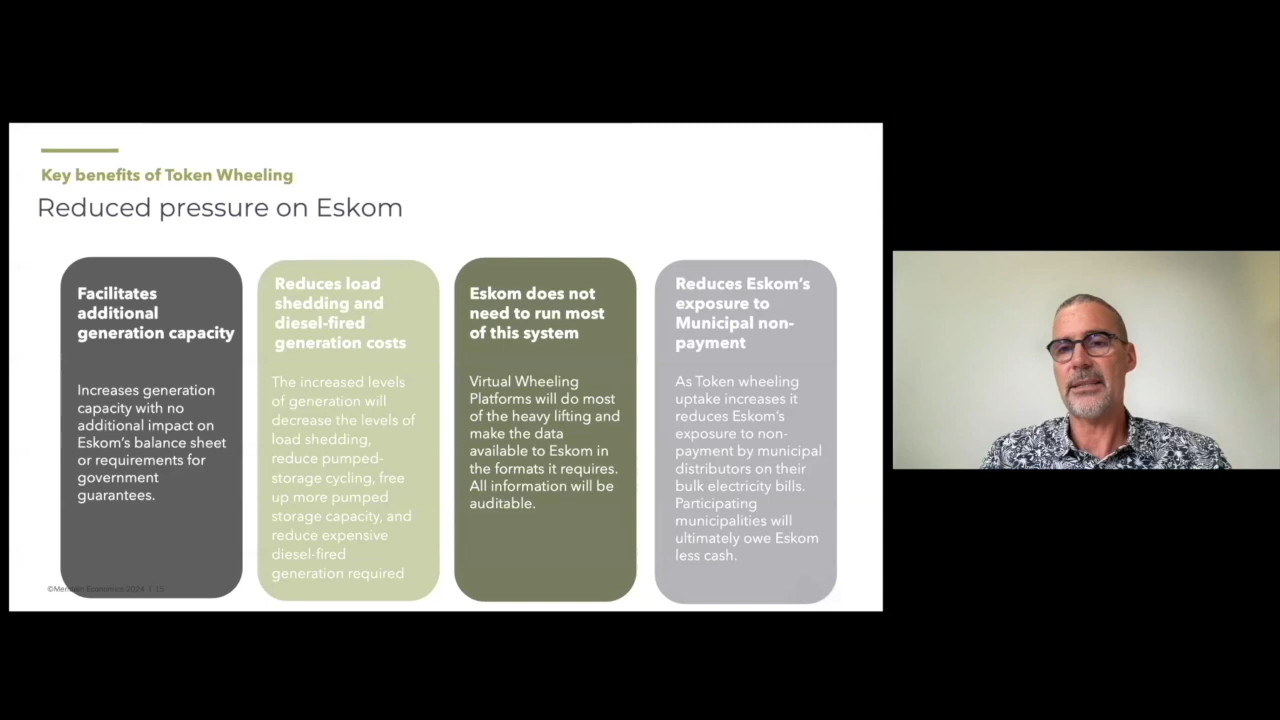 Key benefits of Token Wheeling
Reduced pressure on Eskom
Facilitates
additional
generation capacity
Increases generation
capacity with no
additional impact on
Eskom's balance sheet
or requirements for
government
guarantees.
Reduces load
shedding and
diesel-fired
generation costs
The increased levels
of generation will
decrease the levels of
load shedding,
reduce pumped-
storage cycling, free
up more pumped
storage capacity, and
reduce expensive
diesel-fired
generation required
Eskom does not
need to run most
of this system
Virtual Wheeling
Platforms will do most
of the heavy lifting and
make the data
available to Eskom in
the formats it requires.
All information will be
auditable.
Reduces Eskom's
exposure to
Municipal non-
payment
As Token wheeling
uptake increases it
reduces Eskom's
exposure to non-
payment by municipal
distributors on their
bulk electricity bills.
Participating
municipalities will
ultimately owe Eskom
less cash.
Economics 2024 | 15